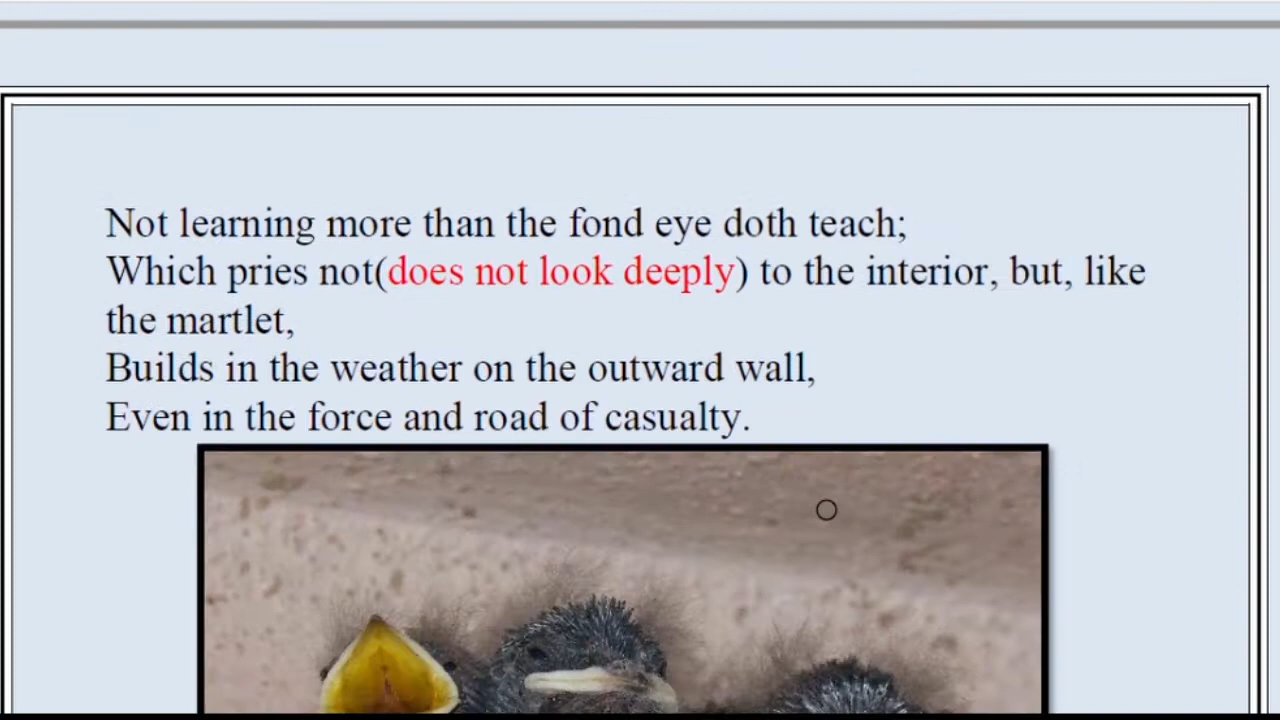 Not learning more than the fond eye doth teach;
Which pries not(does not look deeply) to the interior, but, like
the martlet,
Builds in the weather on the outward wall,
Even in the force and road of casualty.